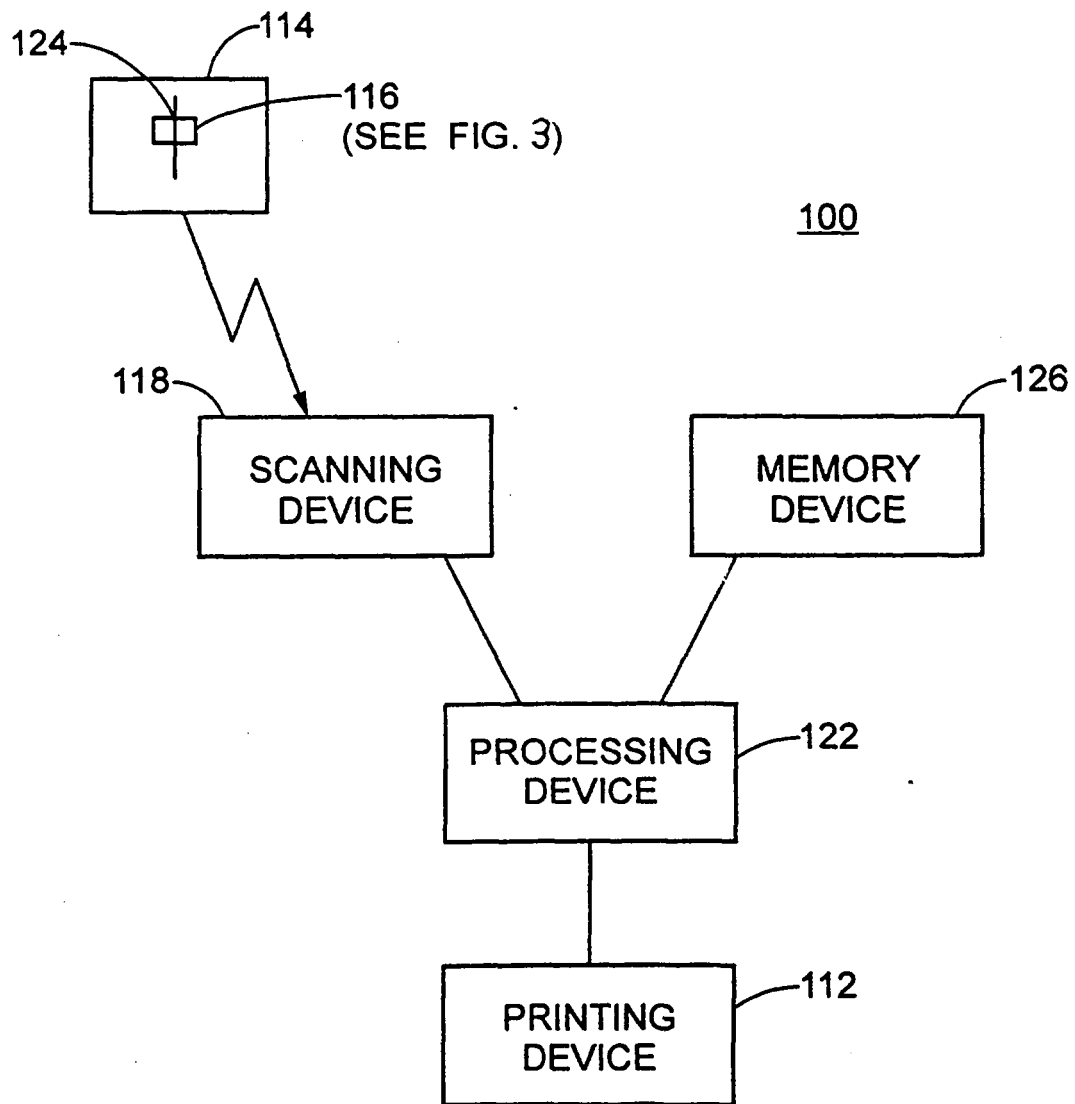 124
114
116
(SEE FIG. 3)
100
118
126
SCANNING
DEVICE
MEMORY
DEVICE
PROCESSING
DEVICE
122
PRINTING
DEVICE
112